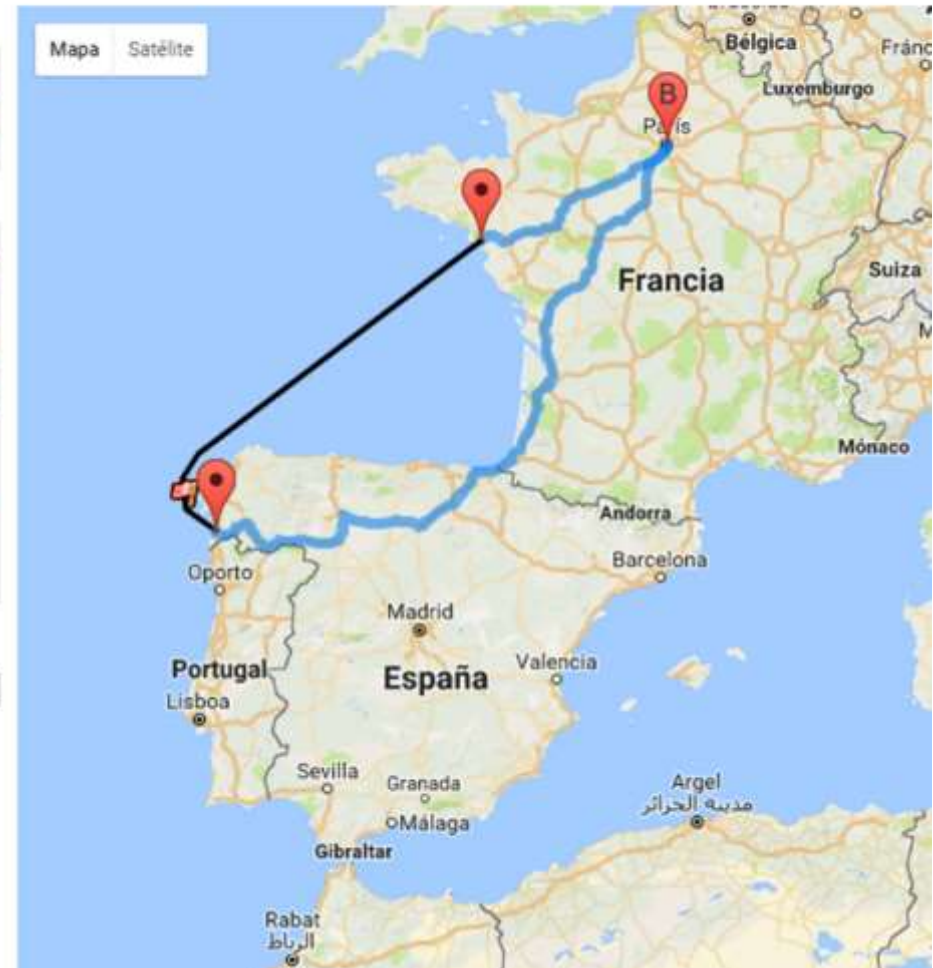 Mapa Satélite
Bélgica
Fránc
Luxemburgo
B
París
Francia
Suiza
M
Mónaco
Andorra
Barcelona
Oporto
Madrid
Portugal
España
Valencia
Lisboa
Sevilla
Granada
Málaga
Gibraltar
Argel
مدينة الجزائر
Rabat
الرباط